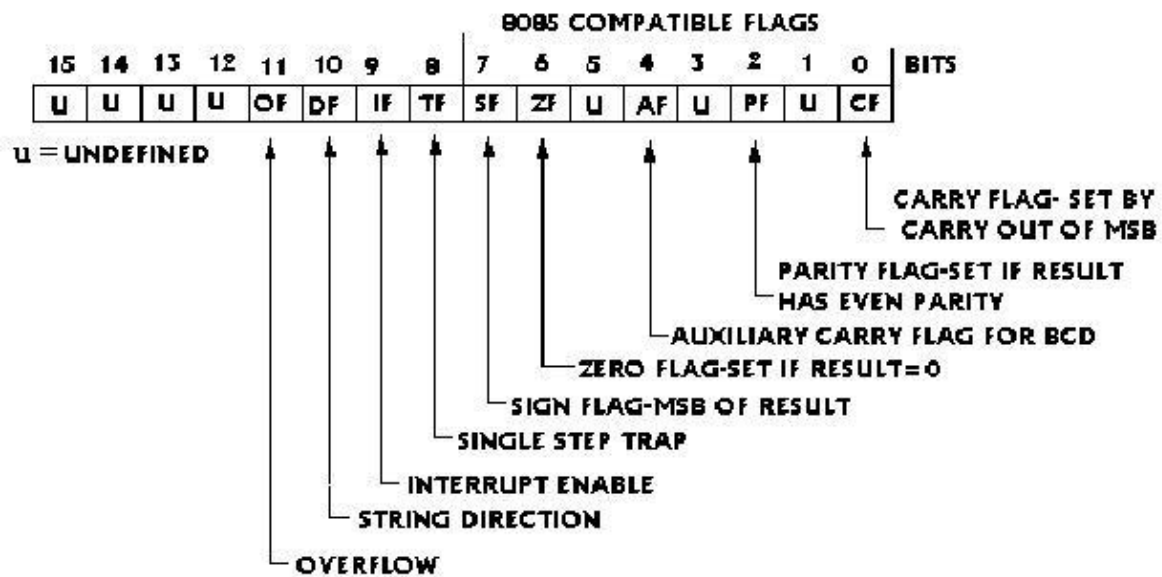 8085 COMPATIBLE FLAGS
15 14 13 12 11 10 9 8 7 6 5 4 3 2 1 0 BITS
U U U U OF DF IF TF SF ZF U AF U PF U CF
u = UNDEFINED
CARRY FLAG- SET BY
CARRY OUT OF MSB
PARITY FLAG-SET IF RESULT
HAS EVEN PARITY
AUXILIARY CARRY FLAG FOR BCD
ZERO FLAG-SET IF RESULT=0
SIGN FLAG-MSB OF RESULT
SINGLE STEP TRAP
INTERRUPT ENABLE
STRING DIRECTION
OVERFLOW